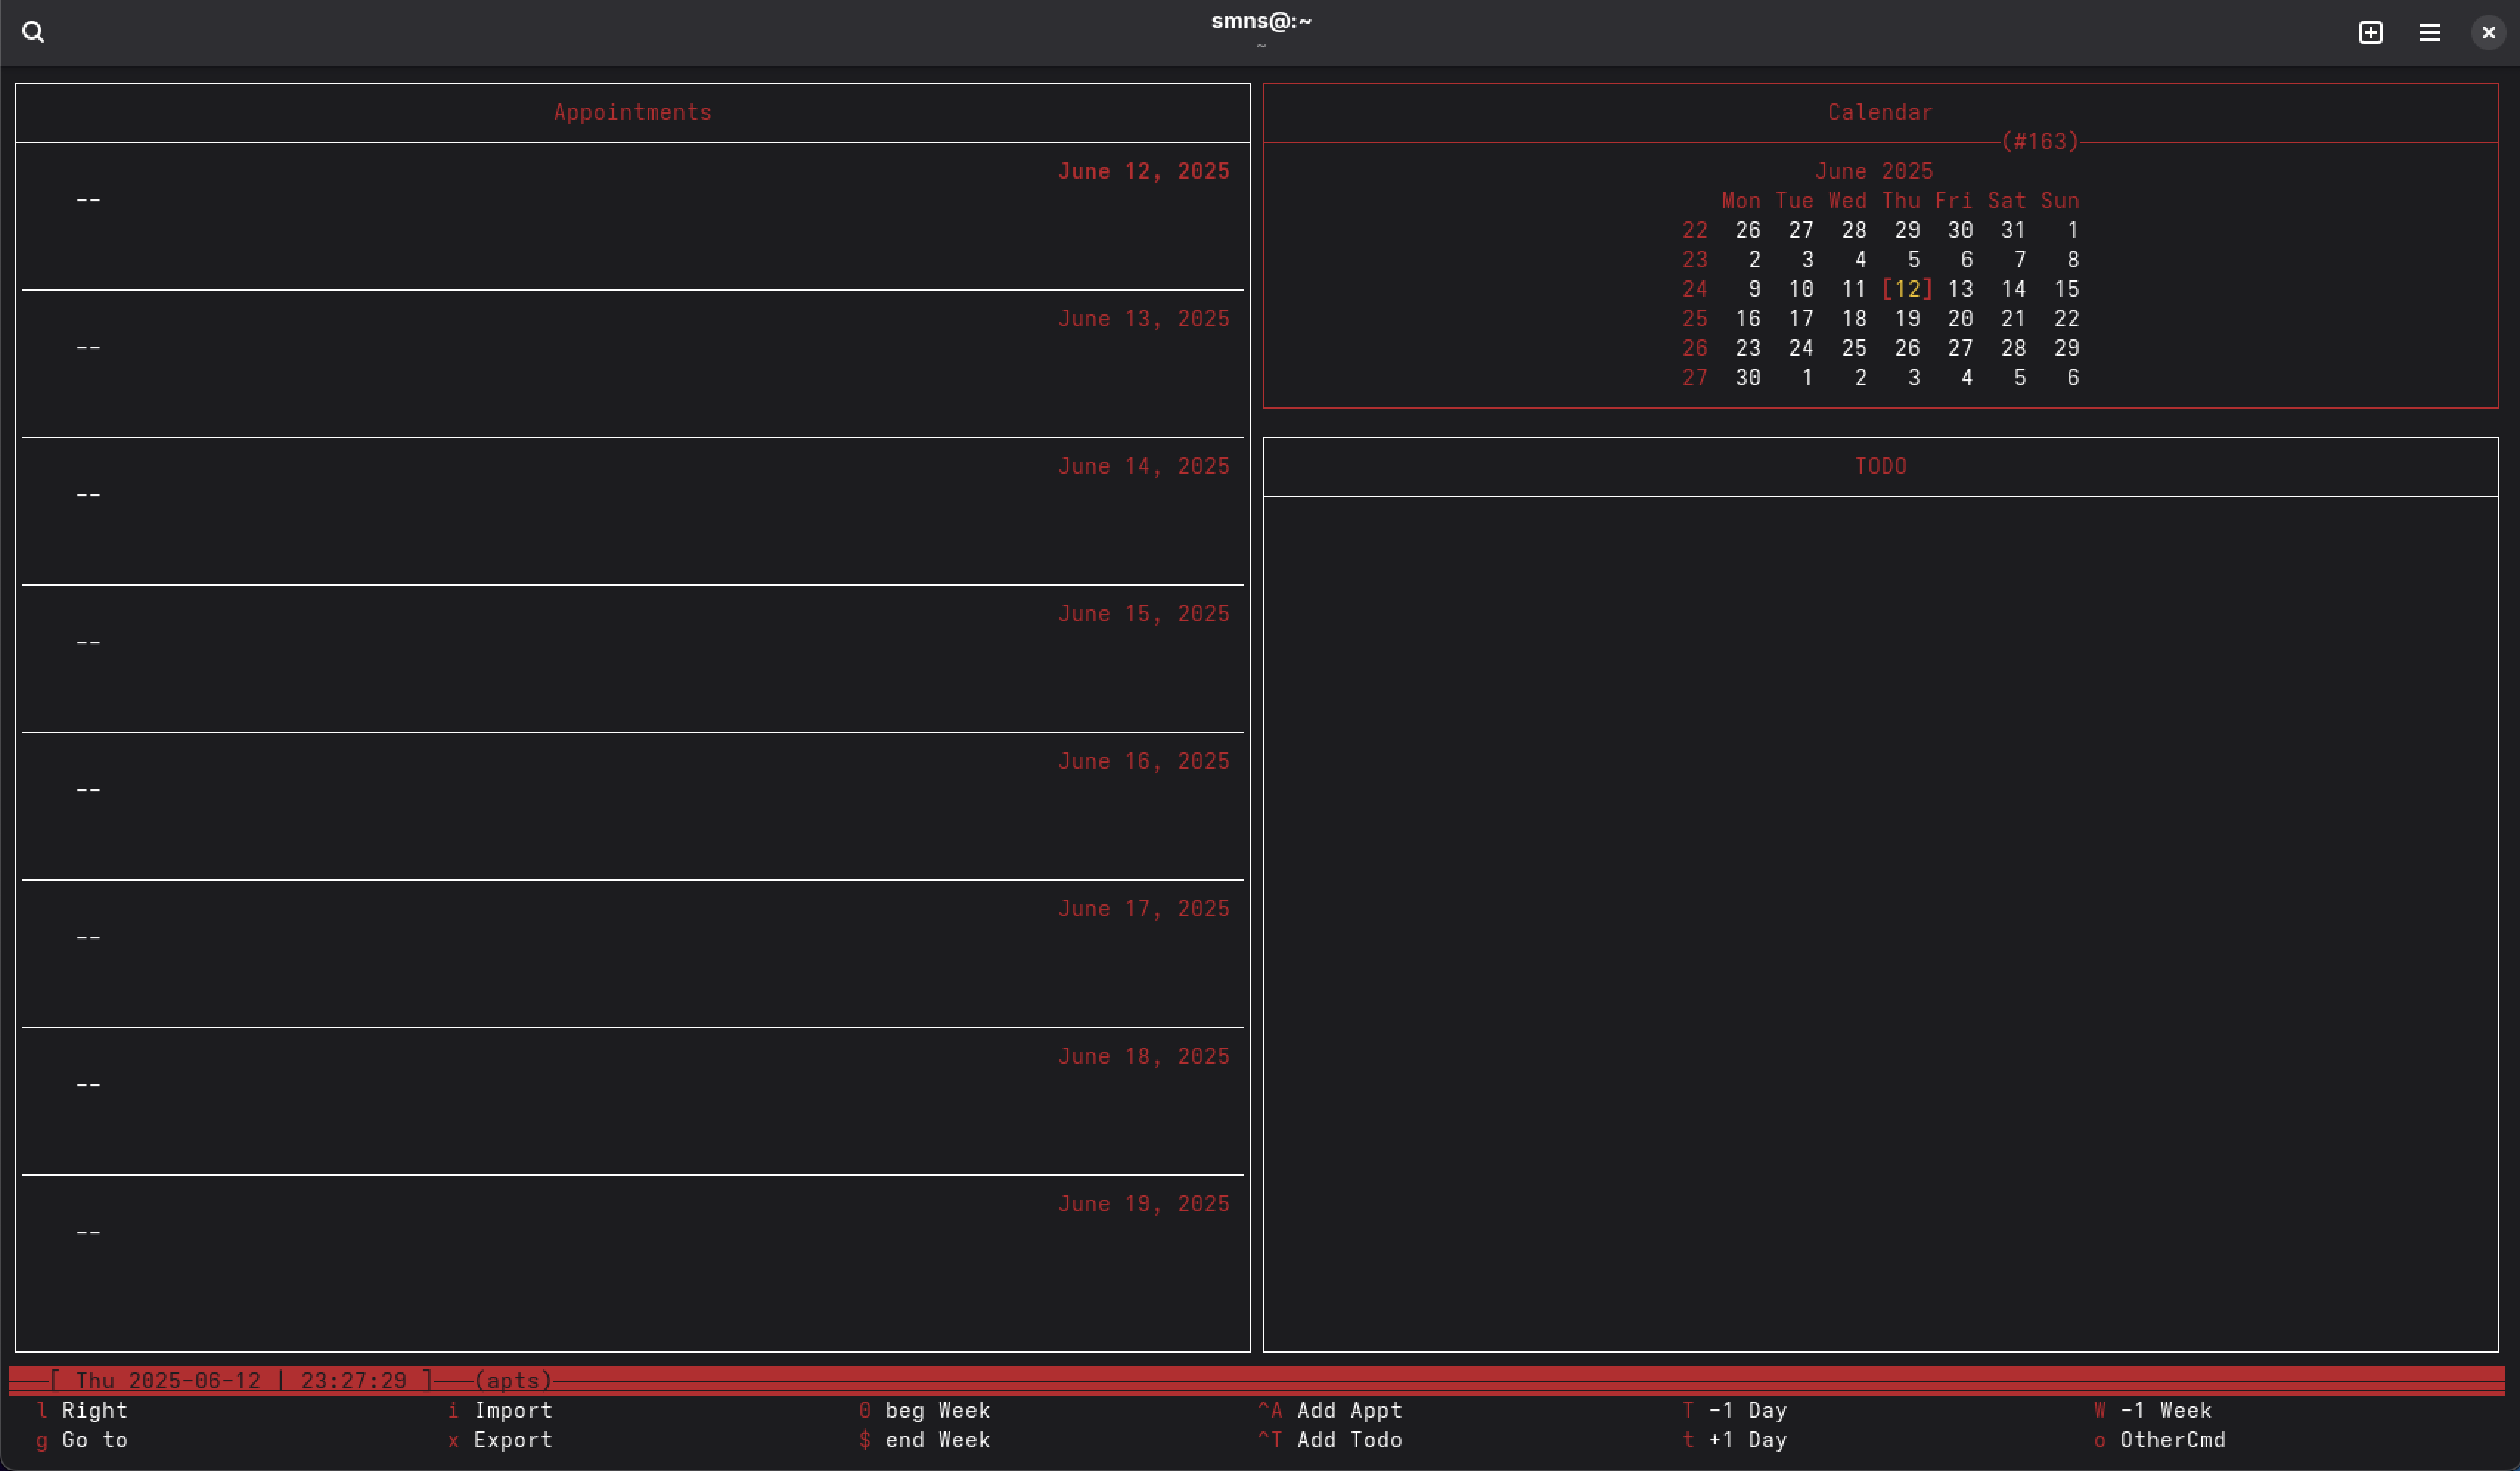 smns@:~
~
Appointments
June 12, 2025
--
June 13, 2025
--
June 14, 2025
--
June 15, 2025
--
June 16, 2025
--
June 17, 2025
--
June 18, 2025
--
June 19, 2025
--
Calendar
(#163)
June 2025
Mon Tue Wed Thu Fri Sat Sun
22 26 27 28 29 30 31 1
23 2 3 4 5 6 7 8
24 9 10 11 [12] 13 14 15
25 16 17 18 19 20 21 22
26 23 24 25 26 27 28 29
27 30 1 2 3 4 5 6
TODO
[ Thu 2025-06-12 | 23:27:29 ] (apts)
l Right i Import 0 beg Week ^A Add Appt T -1 Day W -1 Week
g Go to x Export $ end Week ^T Add Todo t +1 Day o OtherCmd